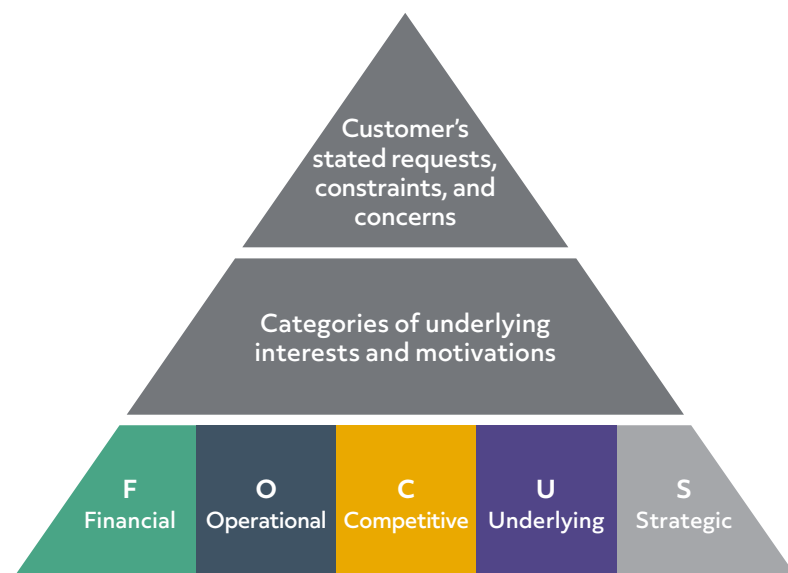 Customer's
stated requests,
constraints, and
concerns
Categories of underlying
interests and motivations
F
Financial
O
Operational
C
Competitive
U
Underlying
S
Strategic